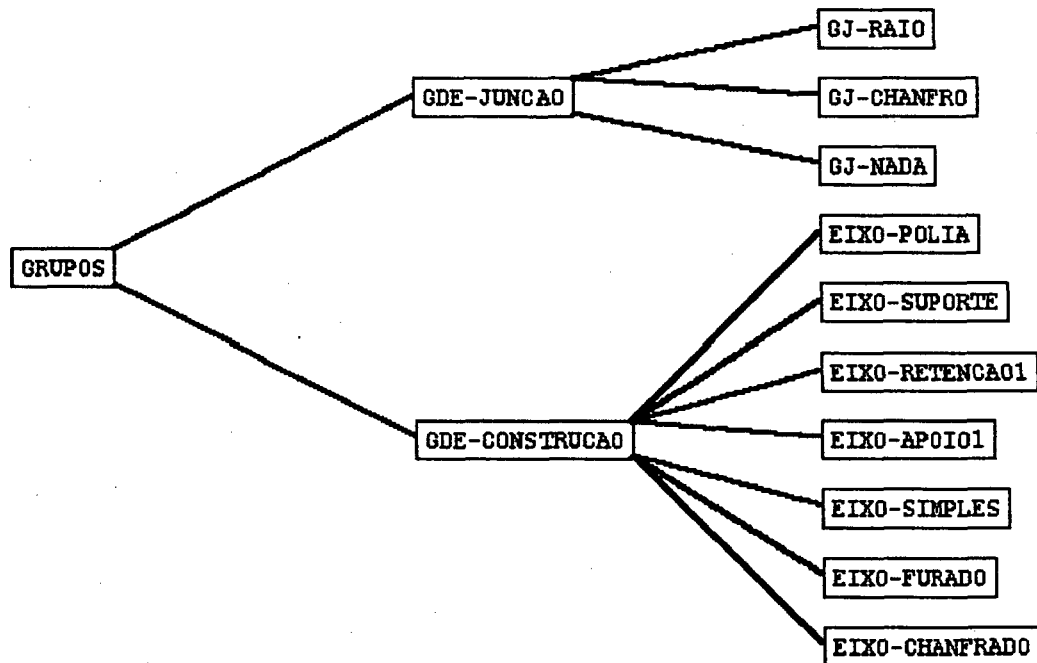 GJ-RAIO
GDE-JUNCAO
GJ-CHANFRO
GJ-NADA
EIXO-POLIA
GRUPOS
EIXO-SUPORTE
EIXO-RETENCAO1
GDE-CONSTRUCAO
EIXO-APOIO1
EIXO-SIMPLES
EIXO-FURADO
EIXO-CHANFRADO